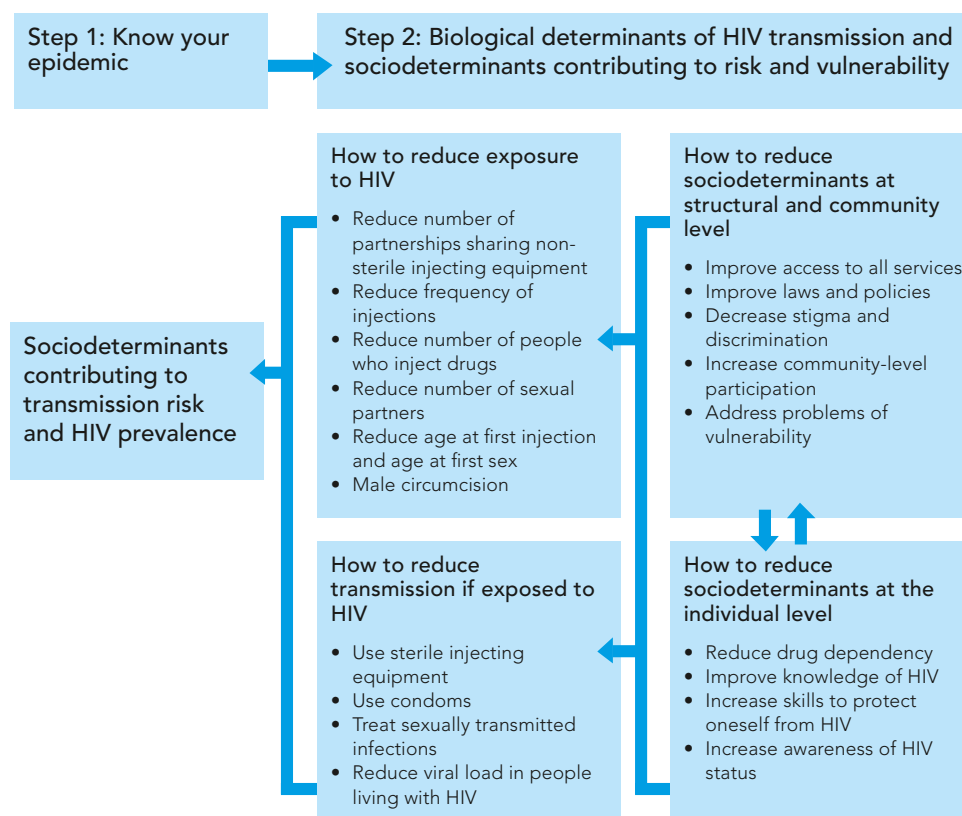 Step 1: Know your
epidemic
Step 2: Biological determinants of HIV transmission and
sociodeterminants contributing to risk and vulnerability
Sociodeterminants
contributing to
transmission risk
and HIV prevalence
How to reduce exposure
to HIV
• Reduce number of
partnerships sharing non-
sterile injecting equipment
• Reduce frequency of
injections
• Reduce number of people
who inject drugs
• Reduce number of sexual
partners
• Reduce age at first injection
and age at first sex
• Male circumcision
How to reduce
transmission if exposed to
HIV
• Use sterile injecting
equipment
• Use condoms
• Treat sexually transmitted
infections
• Reduce viral load in people
living with HIV
How to reduce
sociodeterminants at
structural and community
level
• Improve access to all services
• Improve laws and policies
• Decrease stigma and
discrimination
• Increase community-level
participation
• Address problems of
vulnerability
How to reduce
sociodeterminants at the
individual level
• Reduce drug dependency
• Improve knowledge of HIV
• Increase skills to protect
oneself from HIV
• Increase awareness of HIV
status